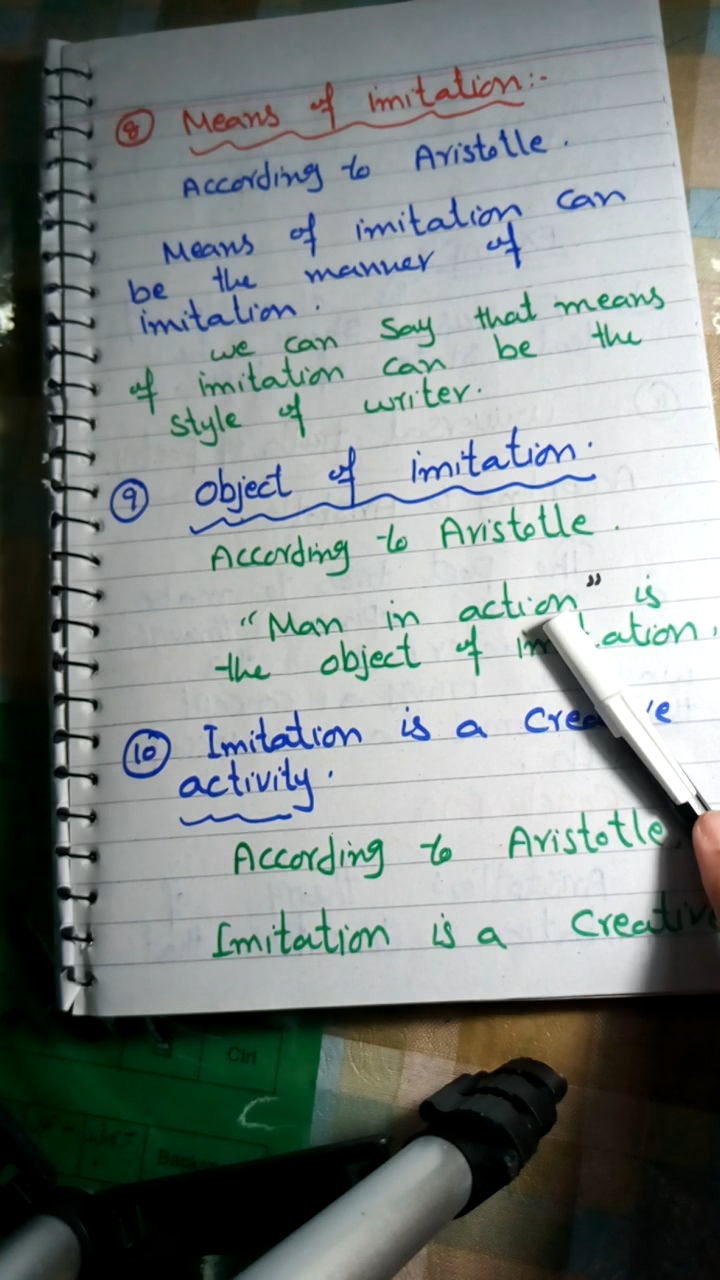 ⑧ Means of imitation:-
According to Aristotle.
Means of imitation can
be the manner of
imitation.
we can say that means
of imitation can be the
style of writer.
⑨ Object of imitation.
According to Aristotle.
"Man in action" is
the object of
⑩ Imitation is a
activity.
According to Aristotle,
Imitation is a
Ctrl